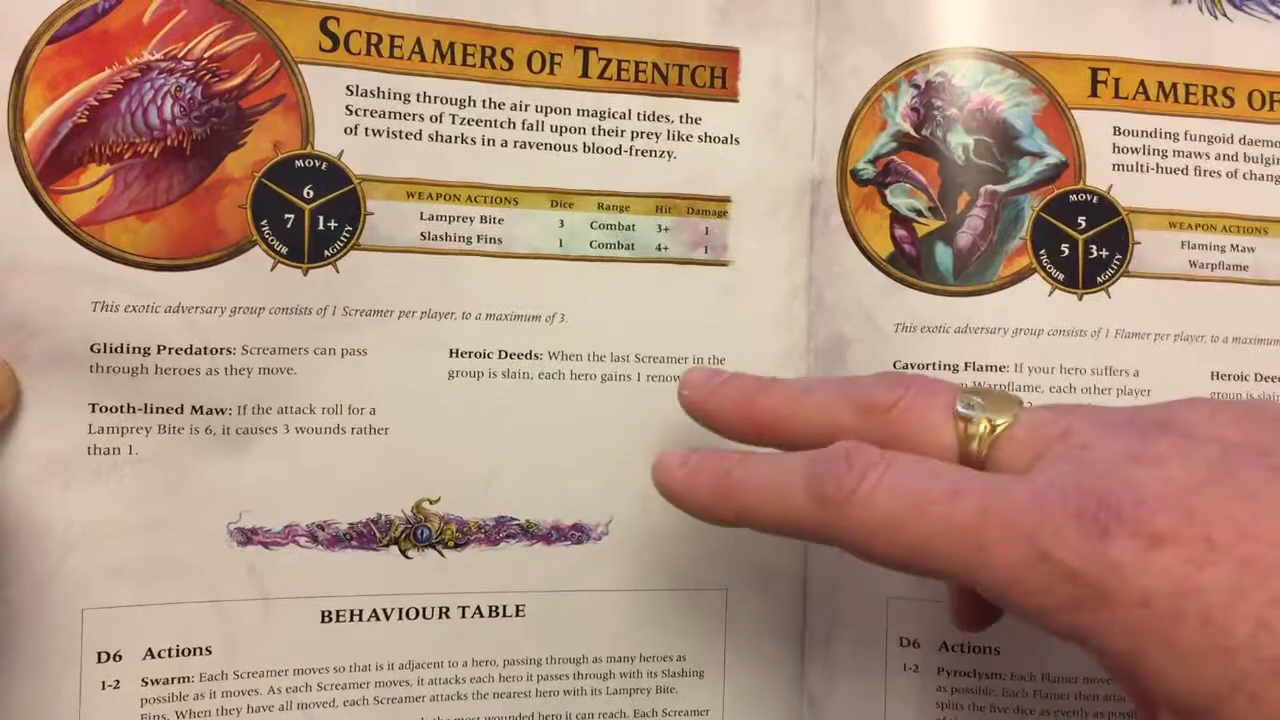 SCREAMERS OF TZEENTCH
Slashing through the air upon magical tides, the
Screamers of Tzeentch fall upon their prey like shoals
of twisted sharks in a ravenous blood-frenzy.
MOVE
6
7 1+
VIGOUR AGILITY
WEAPON ACTIONS Dice Range Hit Damage
Lamprey Bite 3 Combat 3+ 1
Slashing Fins 1 Combat 4+ 1
This exotic adversary group consists of 1 Screamer per player, to a maximum of 3.
Gliding Predators: Screamers can pass
through heroes as they move.
Tooth-lined Maw: If the attack roll for a
Lamprey Bite is 6, it causes 3 wounds rather
than 1.
Heroic Deeds: When the last Screamer in the
group is slain, each hero gains 1
BEHAVIOUR TABLE
D6 Actions
1-2 Swarm: Each Screamer moves so that is it adjacent to a hero, passing through as many heroes as
possible as it moves. As each Screamer moves, it attacks each hero it passes through with its Slashing
Fins. When they have all moved, each Screamer attacks the nearest hero with its Lamprey Bite.
most wounded hero it can reach. Each Screamer
FLAMERS OF
Bounding fungoid
howling maws and
multi-hued fires of
MOVE
5
5 3+
VIGOUR AGILITY
WEAPON ACTIONS
Flaming Maw
Warpflame
This exotic adversary group consists of 1 Flamer per player, to a
Cavorting Flame: If your hero suffers a
Warpflame, each other player
Heroic
group is
D6 Actions
1-2 Pyroclysm: Each Flamer
as possible. Each Flamer then
splits the five dice as evenly as